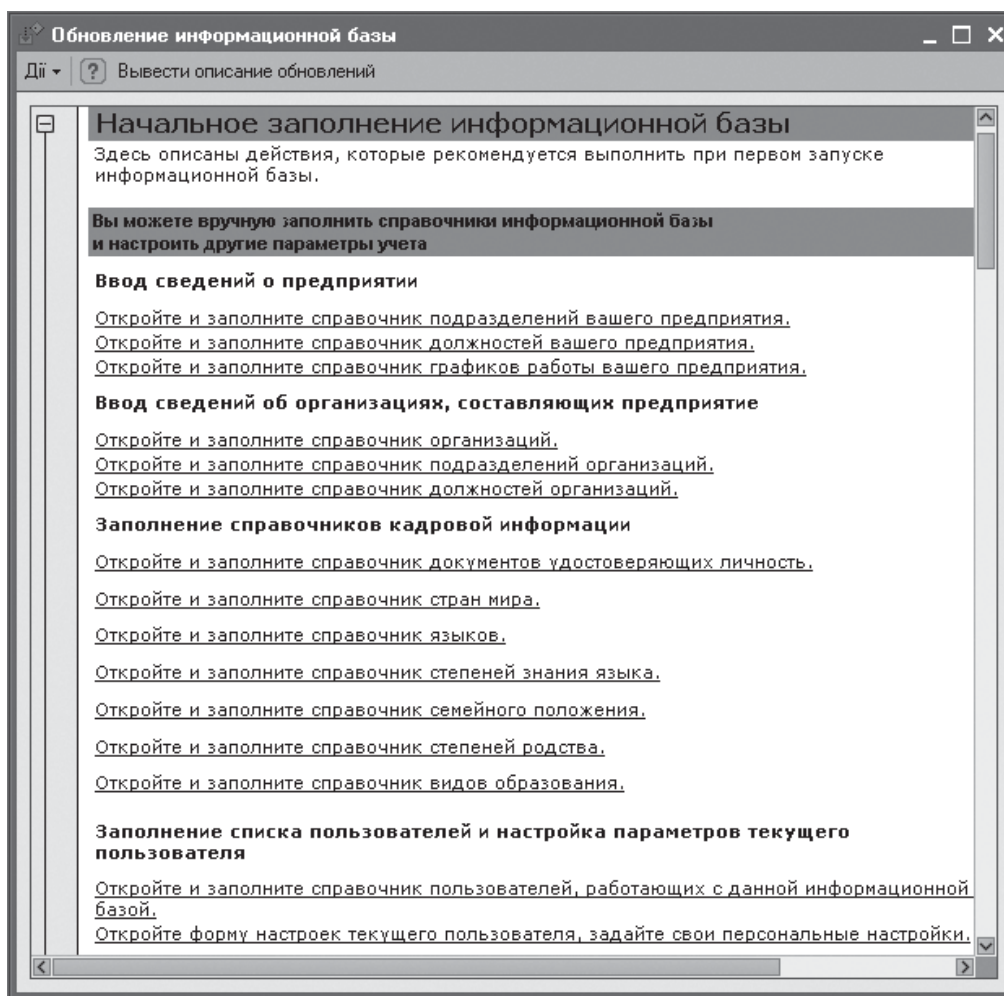 Обновление информационной базы
Дії ? Вывести описание обновлений
Начальное заполнение информационной базы
Здесь описаны действия, которые рекомендуется выполнить при первом запуске
информационной базы.
Вы можете вручную заполнить справочники информационной базы
и настроить другие параметры учета
Ввод сведений о предприятии
Откройте и заполните справочник подразделений вашего предприятия.
Откройте и заполните справочник должностей вашего предприятия.
Откройте и заполните справочник графиков работы вашего предприятия.
Ввод сведений об организациях, составляющих предприятие
Откройте и заполните справочник организаций.
Откройте и заполните справочник подразделений организаций.
Откройте и заполните справочник должностей организаций.
Заполнение справочников кадровой информации
Откройте и заполните справочник документов удостоверяющих личность.
Откройте и заполните справочник стран мира.
Откройте и заполните справочник языков.
Откройте и заполните справочник степеней знания языка.
Откройте и заполните справочник семейного положения.
Откройте и заполните справочник степеней родства.
Откройте и заполните справочник видов образования.
Заполнение списка пользователей и настройка параметров текущего
пользователя
Откройте и заполните справочник пользователей, работающих с данной информационной
базой.
Откройте форму настроек текущего пользователя, задайте свои персональные настройки.